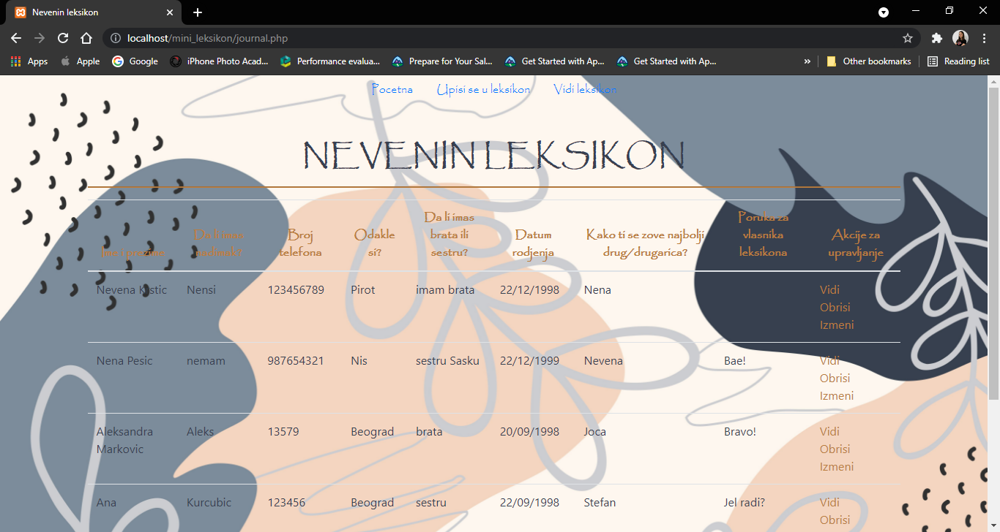 Nevenin leksikon
localhost/mini_leksikon/journal.php
Apps Apple Google iPhone Photo Acad... Performance evalua... Prepare for Your Sal... Get Started with Ap... Get Started with Ap... » Other bookmarks Reading list
Pocetna Upisi se u leksikon Vidi leksikon
NEVENIN LEKSIKON
Ime i prezime
Da li imas
nadimak?
Broj
telefona
Odakle
si?
Da li imas
brata ili
sestru?
Datum
rodjenja
Kako ti se zove najbolji
drug/drugarica?
Poruka za
vlasnika
leksikona
Akcije za
upravljanje
Nevena Krstic Nensi 123456789 Pirot imam brata 22/12/1998 Nena Vidi
Obrisi
Izmeni
Nena Pesic nemam 987654321 Nis sestru Sasku 22/12/1999 Nevena Bae! Vidi
Obrisi
Izmeni
Aleksandra Aleks 13579 Beograd brata 20/09/1998 Joca Bravo! Vidi
Markovic Obrisi
Izmeni
Ana Kurcubic 123456 Beograd sestru 22/09/1998 Stefan Jel radi? Vidi
Obrisi